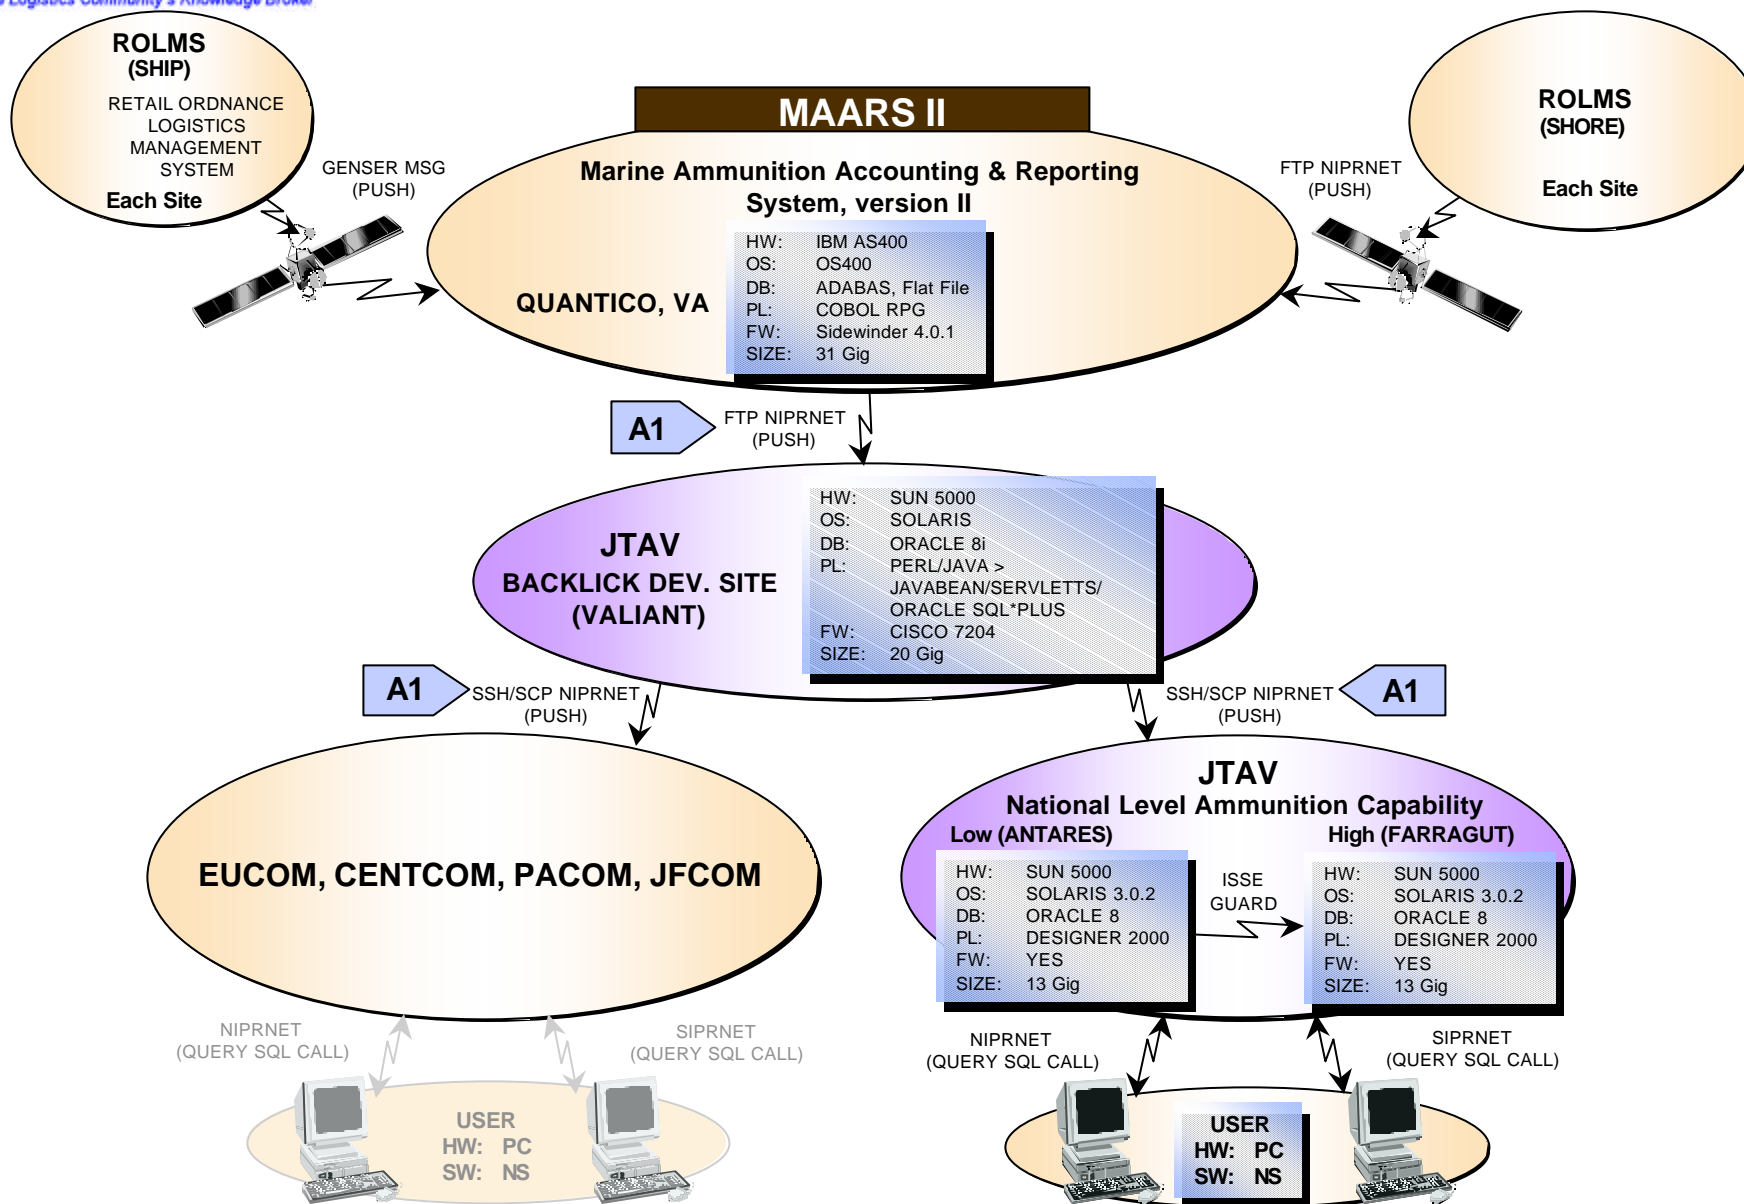 Logistics Community's Knowledge Broker
ROLMS
(SHIP)
RETAIL ORDNANCE
LOGISTICS
MANAGEMENT
SYSTEM
Each Site
GENSER MSG
(PUSH)
MAARS II
Marine Ammunition Accounting & Reporting
System, version II
HW: IBM AS400
OS: OS400
DB: ADABAS, Flat File
PL: COBOL RPG
FW: Sidewinder 4.0.1
SIZE: 31 Gig
QUANTICO, VA
FTP NIPRNET
(PUSH)
ROLMS
(SHORE)
Each Site
A1
FTP NIPRNET
(PUSH)
JTAV
BACKLICK DEV. SITE
(VALIANT)
HW: SUN 5000
OS: SOLARIS
DB: ORACLE 8i
PL: PERL/JAVA >
JAVABEAN/SERVLETTS/
ORACLE SQL*PLUS
FW: CISCO 7204
SIZE: 20 Gig
A1
SSH/SCP NIPRNET
(PUSH)
SSH/SCP NIPRNET
(PUSH)
A1
EUCOM, CENTCOM, PACOM, JFCOM
JTAV
National Level Ammunition Capability
Low (ANTARES)
HW: SUN 5000
OS: SOLARIS 3.0.2
DB: ORACLE 8
PL: DESIGNER 2000
FW: YES
SIZE: 13 Gig
ISSE
GUARD
High (FARRAGUT)
HW: SUN 5000
OS: SOLARIS 3.0.2
DB: ORACLE 8
PL: DESIGNER 2000
FW: YES
SIZE: 13 Gig
NIPRNET
(QUERY SQL CALL)
SIPRNET
(QUERY SQL CALL)
USER
HW: PC
SW: NS
NIPRNET
(QUERY SQL CALL)
SIPRNET
(QUERY SQL CALL)
USER
HW: PC
SW: NS